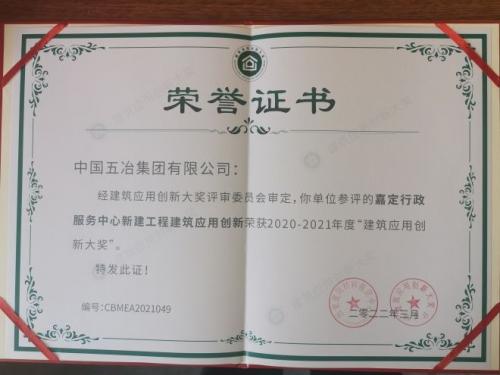 荣誉证书
中国五冶集团有限公司：
经建筑应用创新大奖评审委员会审定，你单位参评的嘉定行政
服务中心新建工程建筑应用创新荣获2020-2021年度“建筑应用创
新大奖”。
特发此证！
编号：CBMEA2021049
二零二二年三月